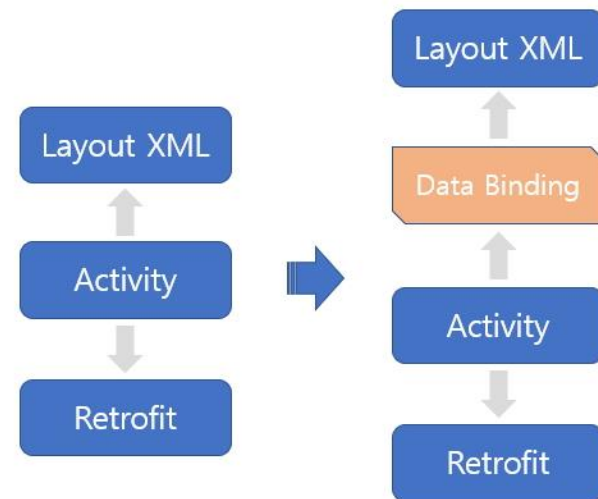 Layout XML
Activity
Retrofit
Layout XML
Data Binding
Activity
Retrofit